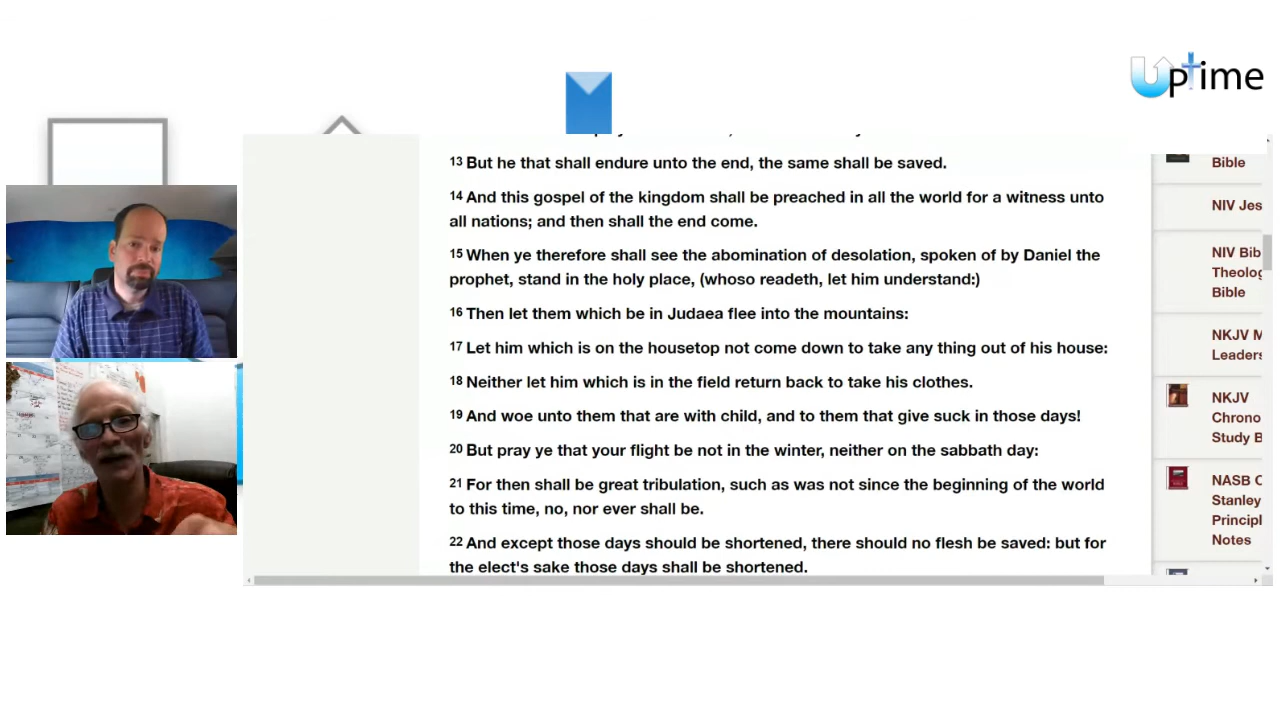 Uptime
13 But he that shall endure unto the end, the same shall be saved.
14 And this gospel of the kingdom shall be preached in all the world for a witness unto
all nations; and then shall the end come.
15 When ye therefore shall see the abomination of desolation, spoken of by Daniel the
prophet, stand in the holy place, (whoso readeth, let him understand:)
16 Then let them which be in Judaea flee into the mountains:
17 Let him which is on the housetop not come down to take any thing out of his house:
18 Neither let him which is in the field return back to take his clothes.
19 And woe unto them that are with child, and to them that give suck in those days!
20 But pray ye that your flight be not in the winter, neither on the sabbath day:
21 For then shall be great tribulation, such as was not since the beginning of the world
to this time, no, nor ever shall be.
22 And except those days should be shortened, there should no flesh be saved: but for
the elect's sake those days shall be shortened.
Bible
NIV Jes
NIV Bib
Theolog
Bible
NKJV M
Leaders
NKJV
Chrono
Study B
NASB C
Stanley
Principl
Notes